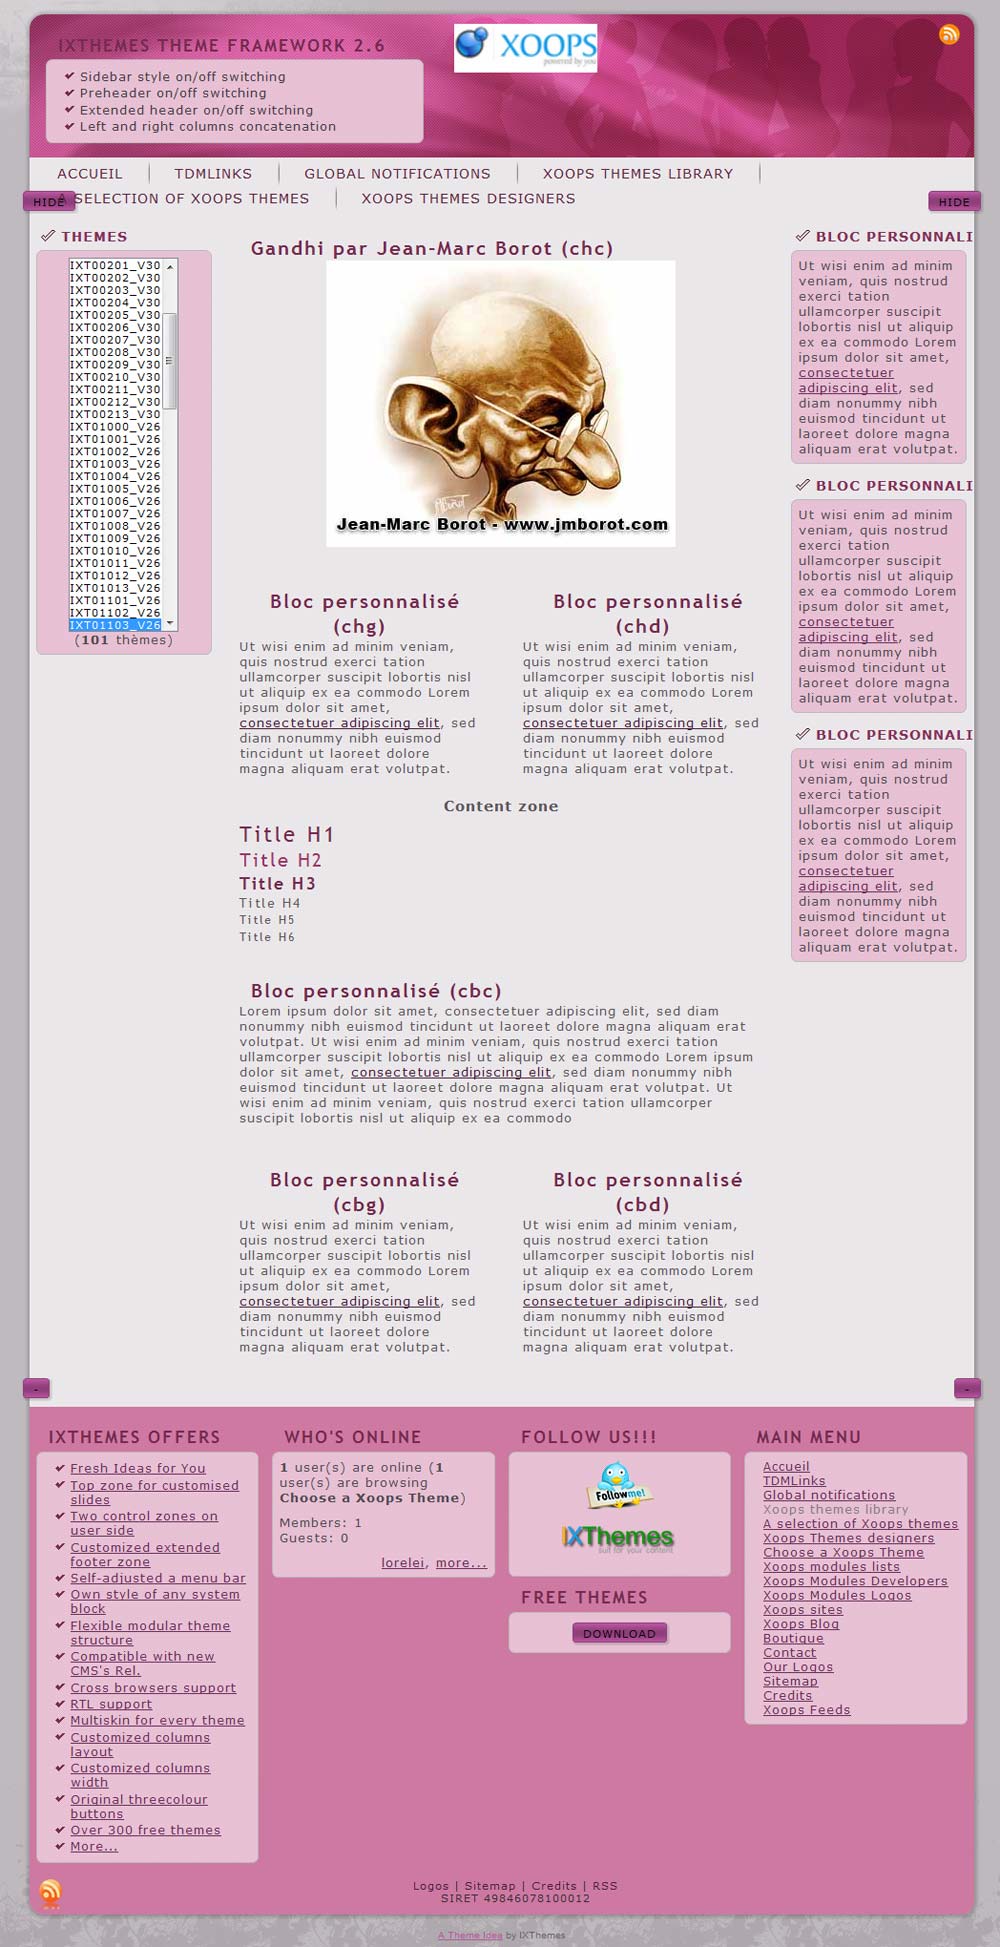 IXTHEMES THEME FRAMEWORK 2.6
Sidebar style on/off switching
Preheader on/off switching
Extended header on/off switching
Left and right columns concatenation
XOOPS
powered by you
ACCUEIL
TDMLINKS
GLOBAL NOTIFICATIONS
XOOPS THEMES LIBRARY
A SELECTION OF XOOPS THEMES
XOOPS THEMES DESIGNERS
HIDE
HIDE
THEMES
IXT00201_V30
IXT00202_V30
IXT00203_V30
IXT00204_V30
IXT00205_V30
IXT00206_V30
IXT00207_V30
IXT00208_V30
IXT00209_V30
IXT00210_V30
IXT00211_V30
IXT00212_V30
IXT00213_V30
IXT01000_V26
IXT01001_V26
IXT01002_V26
IXT01003_V26
IXT01004_V26
IXT01005_V26
IXT01006_V26
IXT01007_V26
IXT01008_V26
IXT01009_V26
IXT01010_V26
IXT01011_V26
IXT01012_V26
IXT01013_V26
IXT01101_V26
IXT01102_V26
IXT01103_V26
(101 thèmes)
Gandhi par Jean-Marc Borot (chc)
Jean-Marc Borot - www.jmborot.com
Bloc personnalisé
(chg)
Ut wisi enim ad minim veniam,
quis nostrud exerci tation
ullamcorper suscipit lobortis nisl
ut aliquip ex ea commodo Lorem
ipsum dolor sit amet,
consectetuer adipiscing elit, sed
diam nonummy nibh euismod
tincidunt ut laoreet dolore
magna aliquam erat volutpat.
Bloc personnalisé
(chd)
Ut wisi enim ad minim veniam,
quis nostrud exerci tation
ullamcorper suscipit lobortis nisl
ut aliquip ex ea commodo Lorem
ipsum dolor sit amet,
consectetuer adipiscing elit, sed
diam nonummy nibh euismod
tincidunt ut laoreet dolore
magna aliquam erat volutpat.
Content zone
Title H1
Title H2
Title H3
Title H4
Title H5
Title H6
Bloc personnalisé (cbc)
Lorem ipsum dolor sit amet, consectetuer adipiscing elit, sed diam
nonummy nibh euismod tincidunt ut laoreet dolore magna aliquam erat
volutpat. Ut wisi enim ad minim veniam, quis nostrud exerci tation
ullamcorper suscipit lobortis nisl ut aliquip ex ea commodo Lorem ipsum
dolor sit amet, consectetuer adipiscing elit, sed diam nonummy nibh
euismod tincidunt ut laoreet dolore magna aliquam erat volutpat. Ut
wisi enim ad minim veniam, quis nostrud exerci tation ullamcorper
suscipit lobortis nisl ut aliquip ex ea commodo
Bloc personnalisé
(cbg)
Ut wisi enim ad minim veniam,
quis nostrud exerci tation
ullamcorper suscipit lobortis nisl
ut aliquip ex ea commodo Lorem
ipsum dolor sit amet,
consectetuer adipiscing elit, sed
diam nonummy nibh euismod
tincidunt ut laoreet dolore
magna aliquam erat volutpat.
Bloc personnalisé
(cbd)
Ut wisi enim ad minim veniam,
quis nostrud exerci tation
ullamcorper suscipit lobortis nisl
ut aliquip ex ea commodo Lorem
ipsum dolor sit amet,
consectetuer adipiscing elit, sed
diam nonummy nibh euismod
tincidunt ut laoreet dolore
magna aliquam erat volutpat.
BLOC PERSONNALI
Ut wisi enim ad minim
veniam, quis nostrud
exerci tation
ullamcorper suscipit
lobortis nisl ut aliquip
ex ea commodo Lorem
ipsum dolor sit amet,
consectetuer
adipiscing elit, sed
diam nonummy nibh
euismod tincidunt ut
laoreet dolore magna
aliquam erat volutpat.
BLOC PERSONNALI
Ut wisi enim ad minim
veniam, quis nostrud
exerci tation
ullamcorper suscipit
lobortis nisl ut aliquip
ex ea commodo Lorem
ipsum dolor sit amet,
consectetuer
adipiscing elit, sed
diam nonummy nibh
euismod tincidunt ut
laoreet dolore magna
aliquam erat volutpat.
BLOC PERSONNALI
Ut wisi enim ad minim
veniam, quis nostrud
exerci tation
ullamcorper suscipit
lobortis nisl ut aliquip
ex ea commodo Lorem
ipsum dolor sit amet,
consectetuer
adipiscing elit, sed
diam nonummy nibh
euismod tincidunt ut
laoreet dolore magna
aliquam erat volutpat.
-
-
IXTHEMES OFFERS
Fresh Ideas for You
Top zone for customised
slides
Two control zones on
user side
Customized extended
footer zone
Self-adjusted a menu bar
Own style of any system
block
Flexible modular theme
structure
Compatible with new
CMS's Rel.
Cross browsers support
RTL support
Multiskin for every theme
Customized columns
layout
Customized columns
width
Original threecolour
buttons
Over 300 free themes
More...
WHO'S ONLINE
1 user(s) are online (1
user(s) are browsing
Choose a Xoops Theme)
Members: 1
Guests: 0
lorelei, more...
FOLLOW US!!!
Followme!
IXThemes
suit for your content
FREE THEMES
DOWNLOAD
MAIN MENU
Accueil
TDMLinks
Global notifications
Xoops themes library
A selection of Xoops themes
Xoops Themes designers
Choose a Xoops Theme
Xoops modules lists
Xoops Modules Developers
Xoops Modules Logos
Xoops sites
Xoops Blog
Boutique
Contact
Our Logos
Sitemap
Credits
Xoops Feeds
Logos | Sitemap | Credits | RSS
SIRET 49846078100012
A Theme Idea by IXThemes